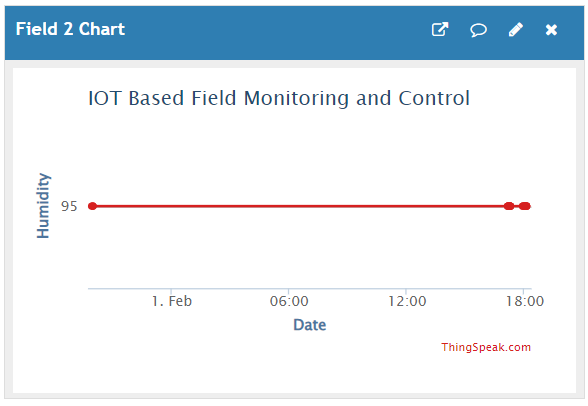 Field 2 Chart
IOT Based Field Monitoring and Control
Humidity
95
1. Feb 06:00 12:00 18:00
Date
ThingSpeak.com